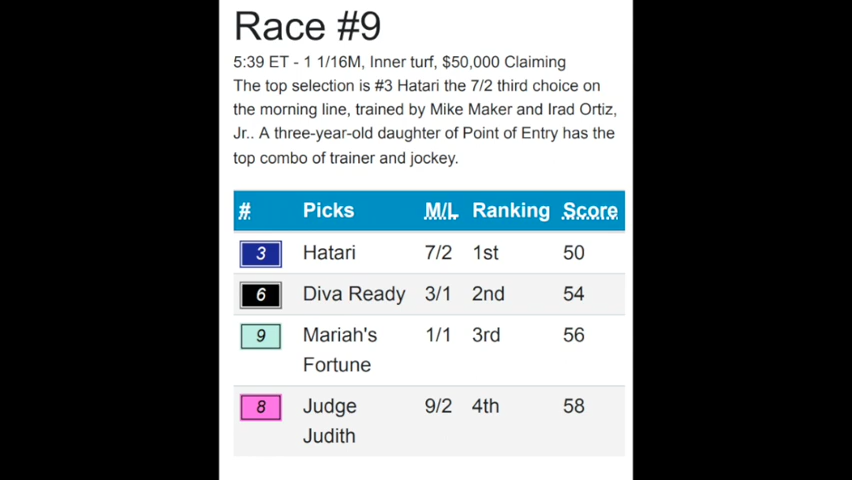 Race #9
5:39 ET - 1 1/16M, Inner turf, $50,000 Claiming
The top selection is #3 Hatari the 7/2 third choice on
the morning line, trained by Mike Maker and Irad Ortiz,
Jr.. A three-year-old daughter of Point of Entry has the
top combo of trainer and jockey.
# Picks M/L Ranking Score
3 Hatari 7/2 1st 50
6 Diva Ready 3/1 2nd 54
9 Mariah's 1/1 3rd 56
Fortune
8 Judge 9/2 4th 58
Judith